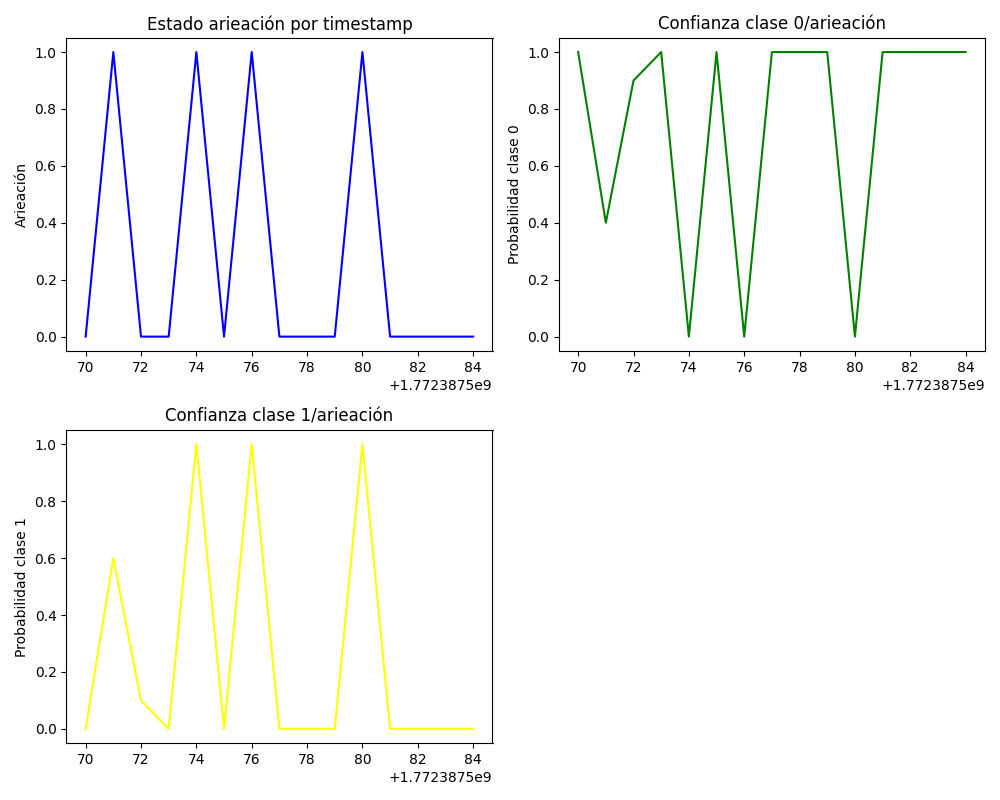 Estado arieación por timestamp
Arieación
1.0
0.8
0.6
0.4
0.2
0.0
70 72 74 76 78 80 82 84
+1.7723875e9
Confianza clase 0/arieación
Probabilidad clase 0
1.0
0.8
0.6
0.4
0.2
0.0
70 72 74 76 78 80 82 84
+1.7723875e9
Confianza clase 1/arieación
Probabilidad clase 1
1.0
0.8
0.6
0.4
0.2
0.0
70 72 74 76 78 80 82 84
+1.7723875e9